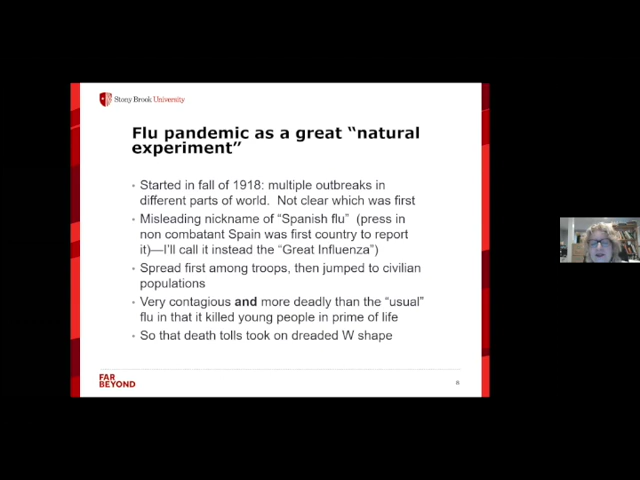 Stony Brook University
Flu pandemic as a great “natural
experiment”
• Started in fall of 1918: multiple outbreaks in
different parts of world. Not clear which was first
• Misleading nickname of “Spanish flu” (press in
non combatant Spain was first country to report
it)—I’ll call it instead the “Great Influenza”)
• Spread first among troops, then jumped to civilian
populations
• Very contagious and more deadly than the “usual”
flu in that it killed young people in prime of life
• So that death tolls took on dreaded W shape
FAR
BEYOND
6